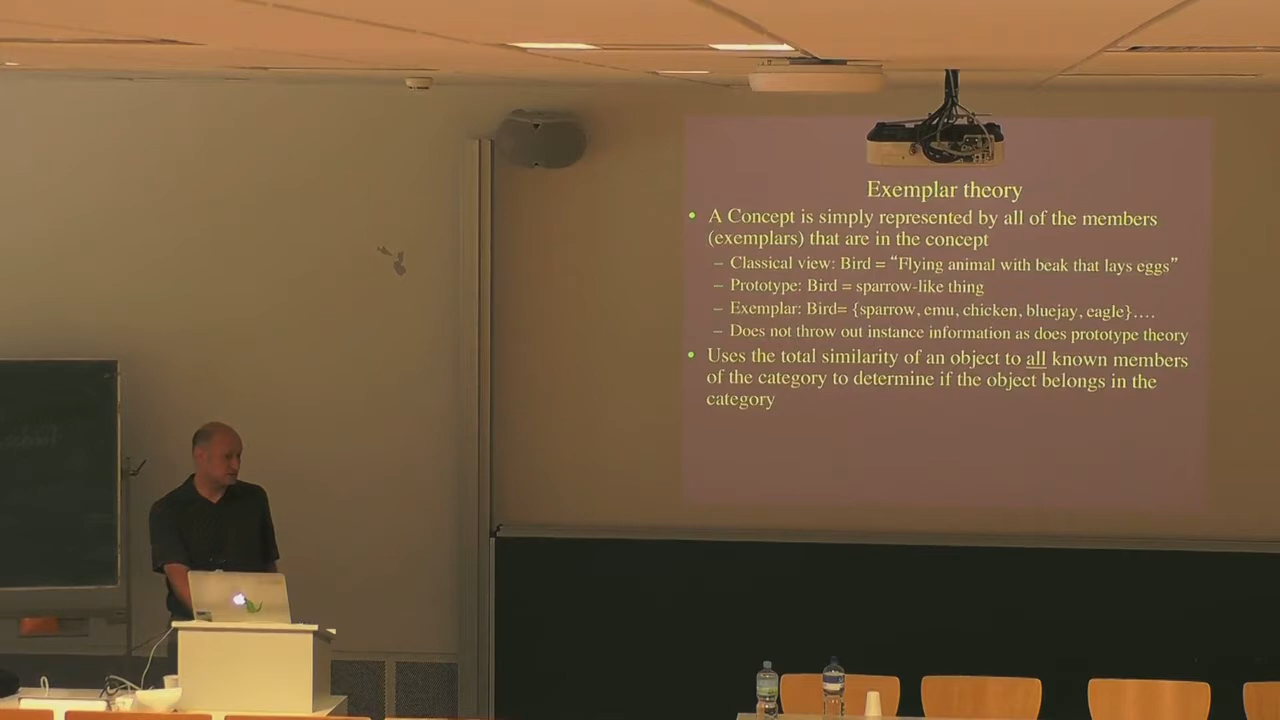 Exemplar theory
• A Concept is simply represented by all of the members
(exemplars) that are in the concept
– Classical view: Bird = “Flying animal with beak that lays eggs”
– Prototype: Bird = sparrow-like thing
– Exemplar: Bird= {sparrow, emu, chicken, bluejay, eagle}….
– Does not throw out instance information as does prototype theory
• Uses the total similarity of an object to all known members
of the category to determine if the object belongs in the
category